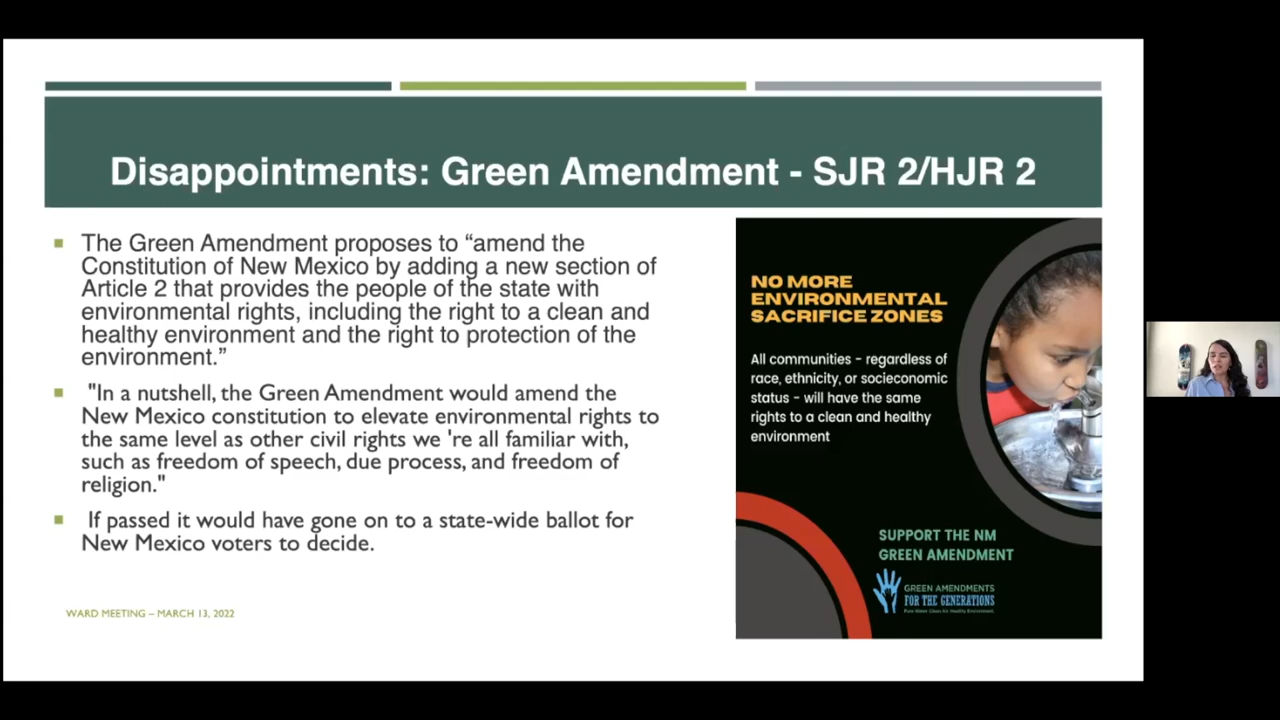 Disappointments: Green Amendment - SJR 2/HJR 2
The Green Amendment proposes to “amend the
Constitution of New Mexico by adding a new section of
Article 2 that provides the people of the state with
environmental rights, including the right to a clean and
healthy environment and the right to protection of the
environment.”
"In a nutshell, the Green Amendment would amend the
New Mexico constitution to elevate environmental rights to
the same level as other civil rights we 're all familiar with,
such as freedom of speech, due process, and freedom of
religion."
If passed it would have gone on to a state-wide ballot for
New Mexico voters to decide.
WARD MEETING – MARCH 13, 2022
NO MORE
ENVIRONMENTAL
SACRIFICE ZONES
All communities - regardless of
race, ethnicity, or socieconomic
status - will have the same
rights to a clean and healthy
environment
SUPPORT THE NM
GREEN AMENDMENT
GREEN AMENDMENTS
FOR THE GENERATIONS
Pure Water Clean Air Healthy Environment